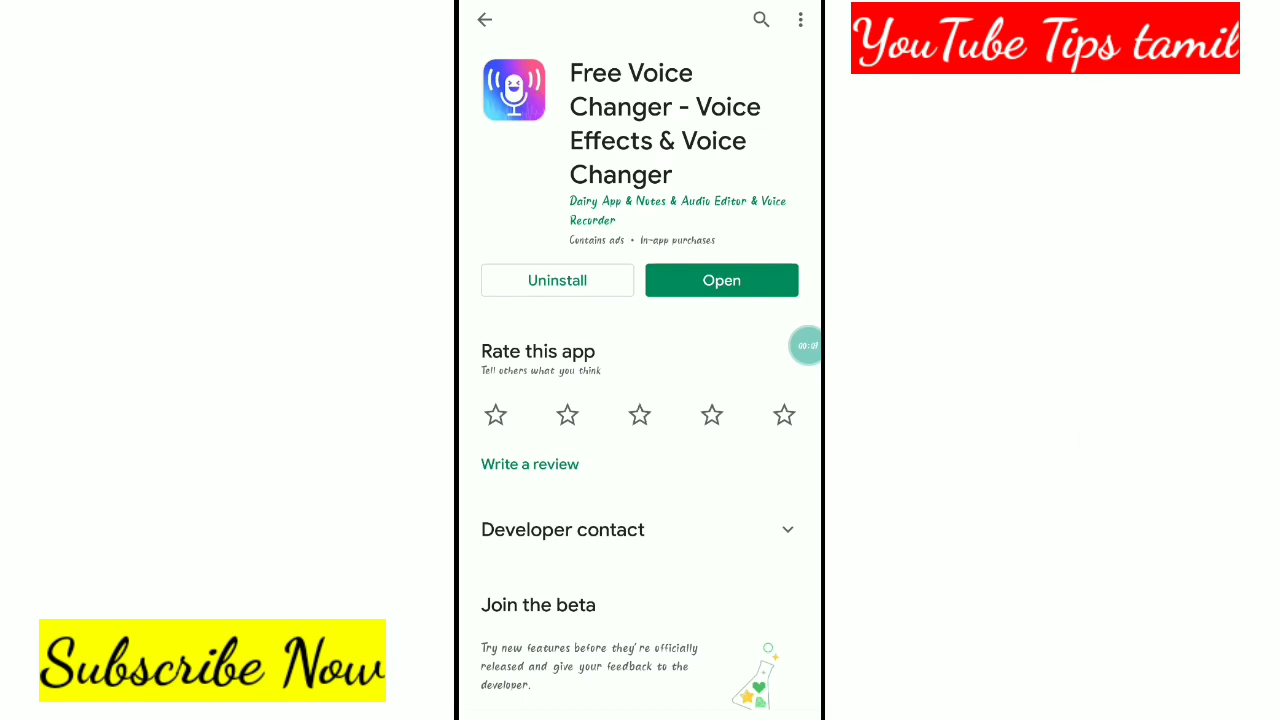 YouTube Tips tamil
Free Voice
Changer - Voice
Effects & Voice
Changer
Dairy App & Notes & Audio Editor & Voice
Recorder
Contains ads • In-app purchases
Uninstall
Open
Rate this app
Tell others what you think
Write a review
Developer contact
Join the beta
Try new features before they're officially
released and give your feedback to the
developer.
Subscribe Now